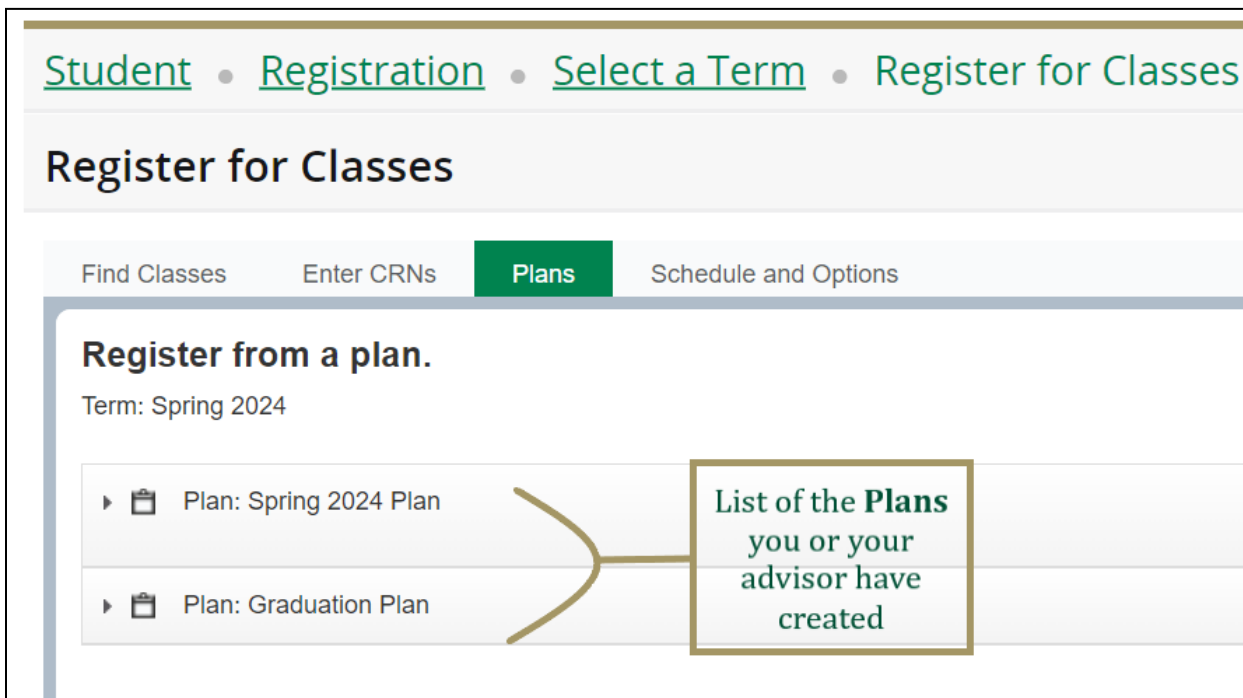 Student • Registration • Select a Term • Register for Classes
Register for Classes
Find Classes Enter CRNs Plans Schedule and Options
Register from a plan.
Term: Spring 2024
Plan: Spring 2024 Plan
Plan: Graduation Plan
List of the Plans
you or your
advisor have
created